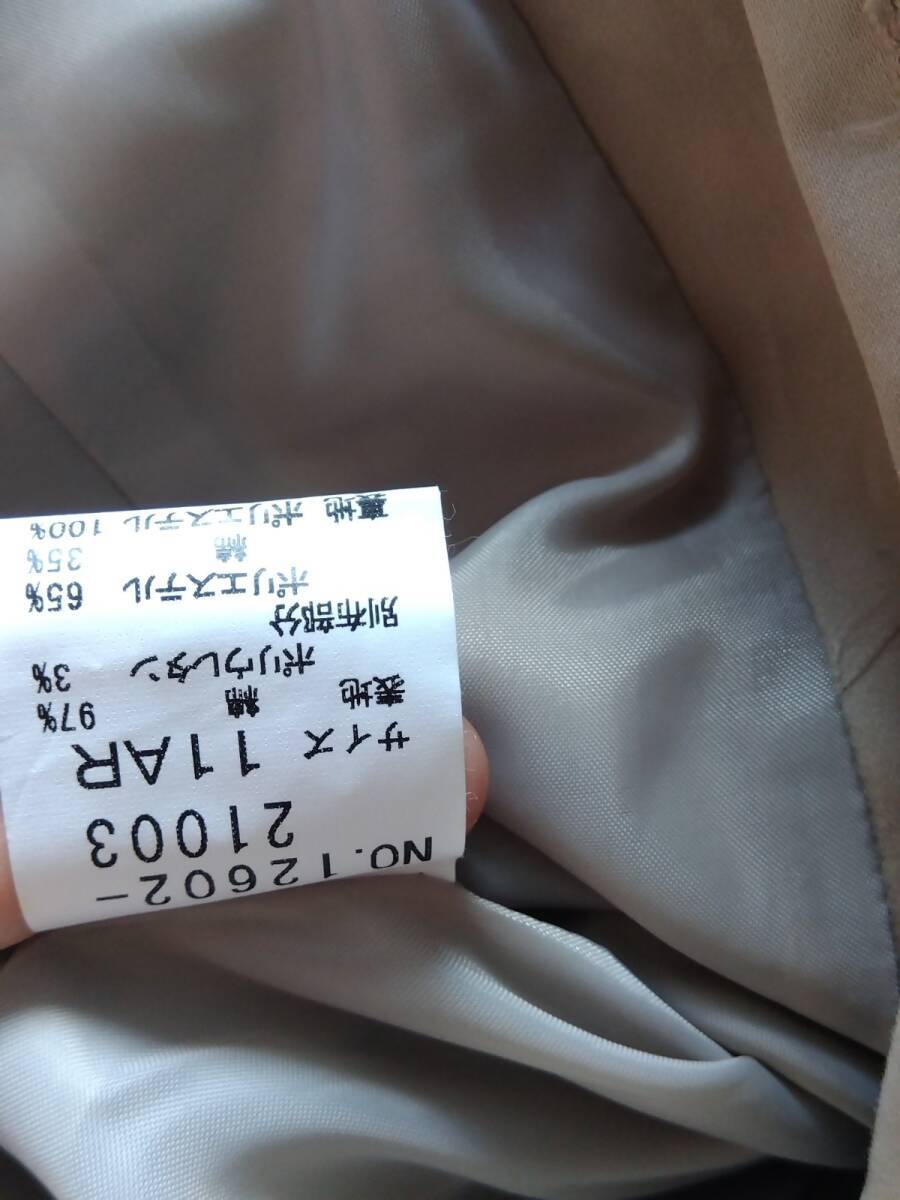 NO.12602-
21003
サイズ 11AR
表地 綿 97%
ポリウレタン 3%
別布部分
ポリエステル 65%
綿 35%
裏地 ポリエステル 100%